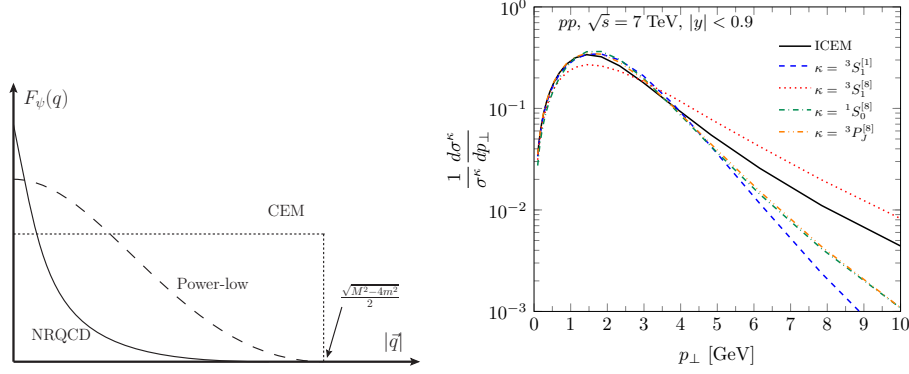 F_ψ(q)
CEM
Power-low
NRQCD
√M²−4m²
2
|q⃗|
pp, √s = 7 TeV, |y| < 0.9
ICEM
κ = ³S₁^[1]
κ = ³S₁^[8]
κ = ¹S₀^[8]
κ = ³P_J^[8]
1/σ^κ dσ^κ/dp_⊥
10⁰
10⁻¹
10⁻²
10⁻³
0 1 2 3 4 5 6 7 8 9 10
p_⊥ [GeV]